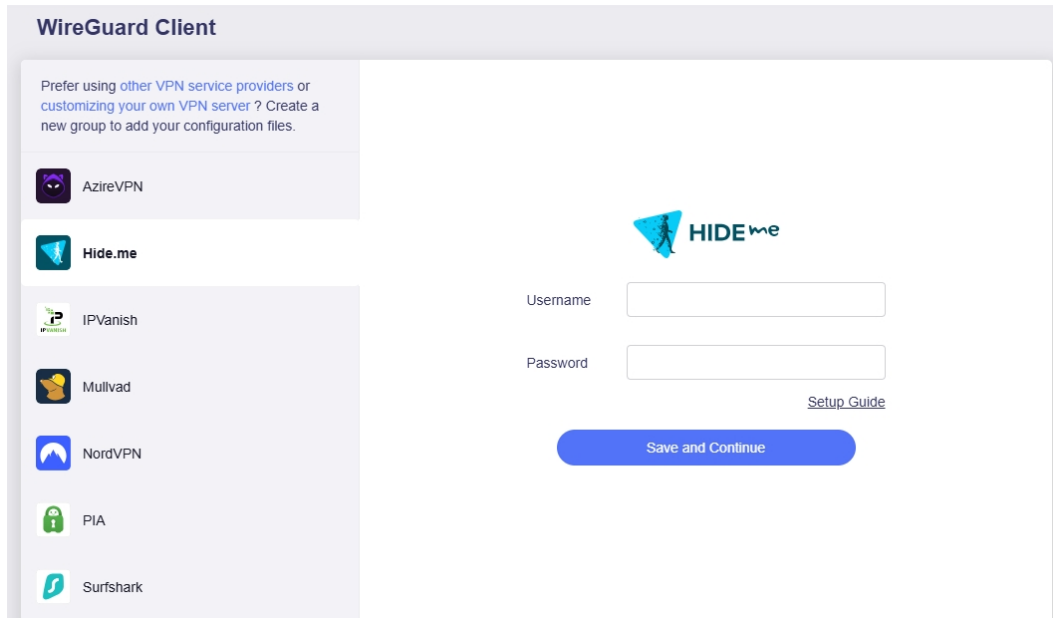 WireGuard Client
Prefer using other VPN service providers or
customizing your own VPN server ? Create a
new group to add your configuration files.
AzireVPN
Hide.me
IPVANISH
IPVanish
Mullvad
NordVPN
PIA
Surfshark
HIDE me
Username
Password
Setup Guide
Save and Continue